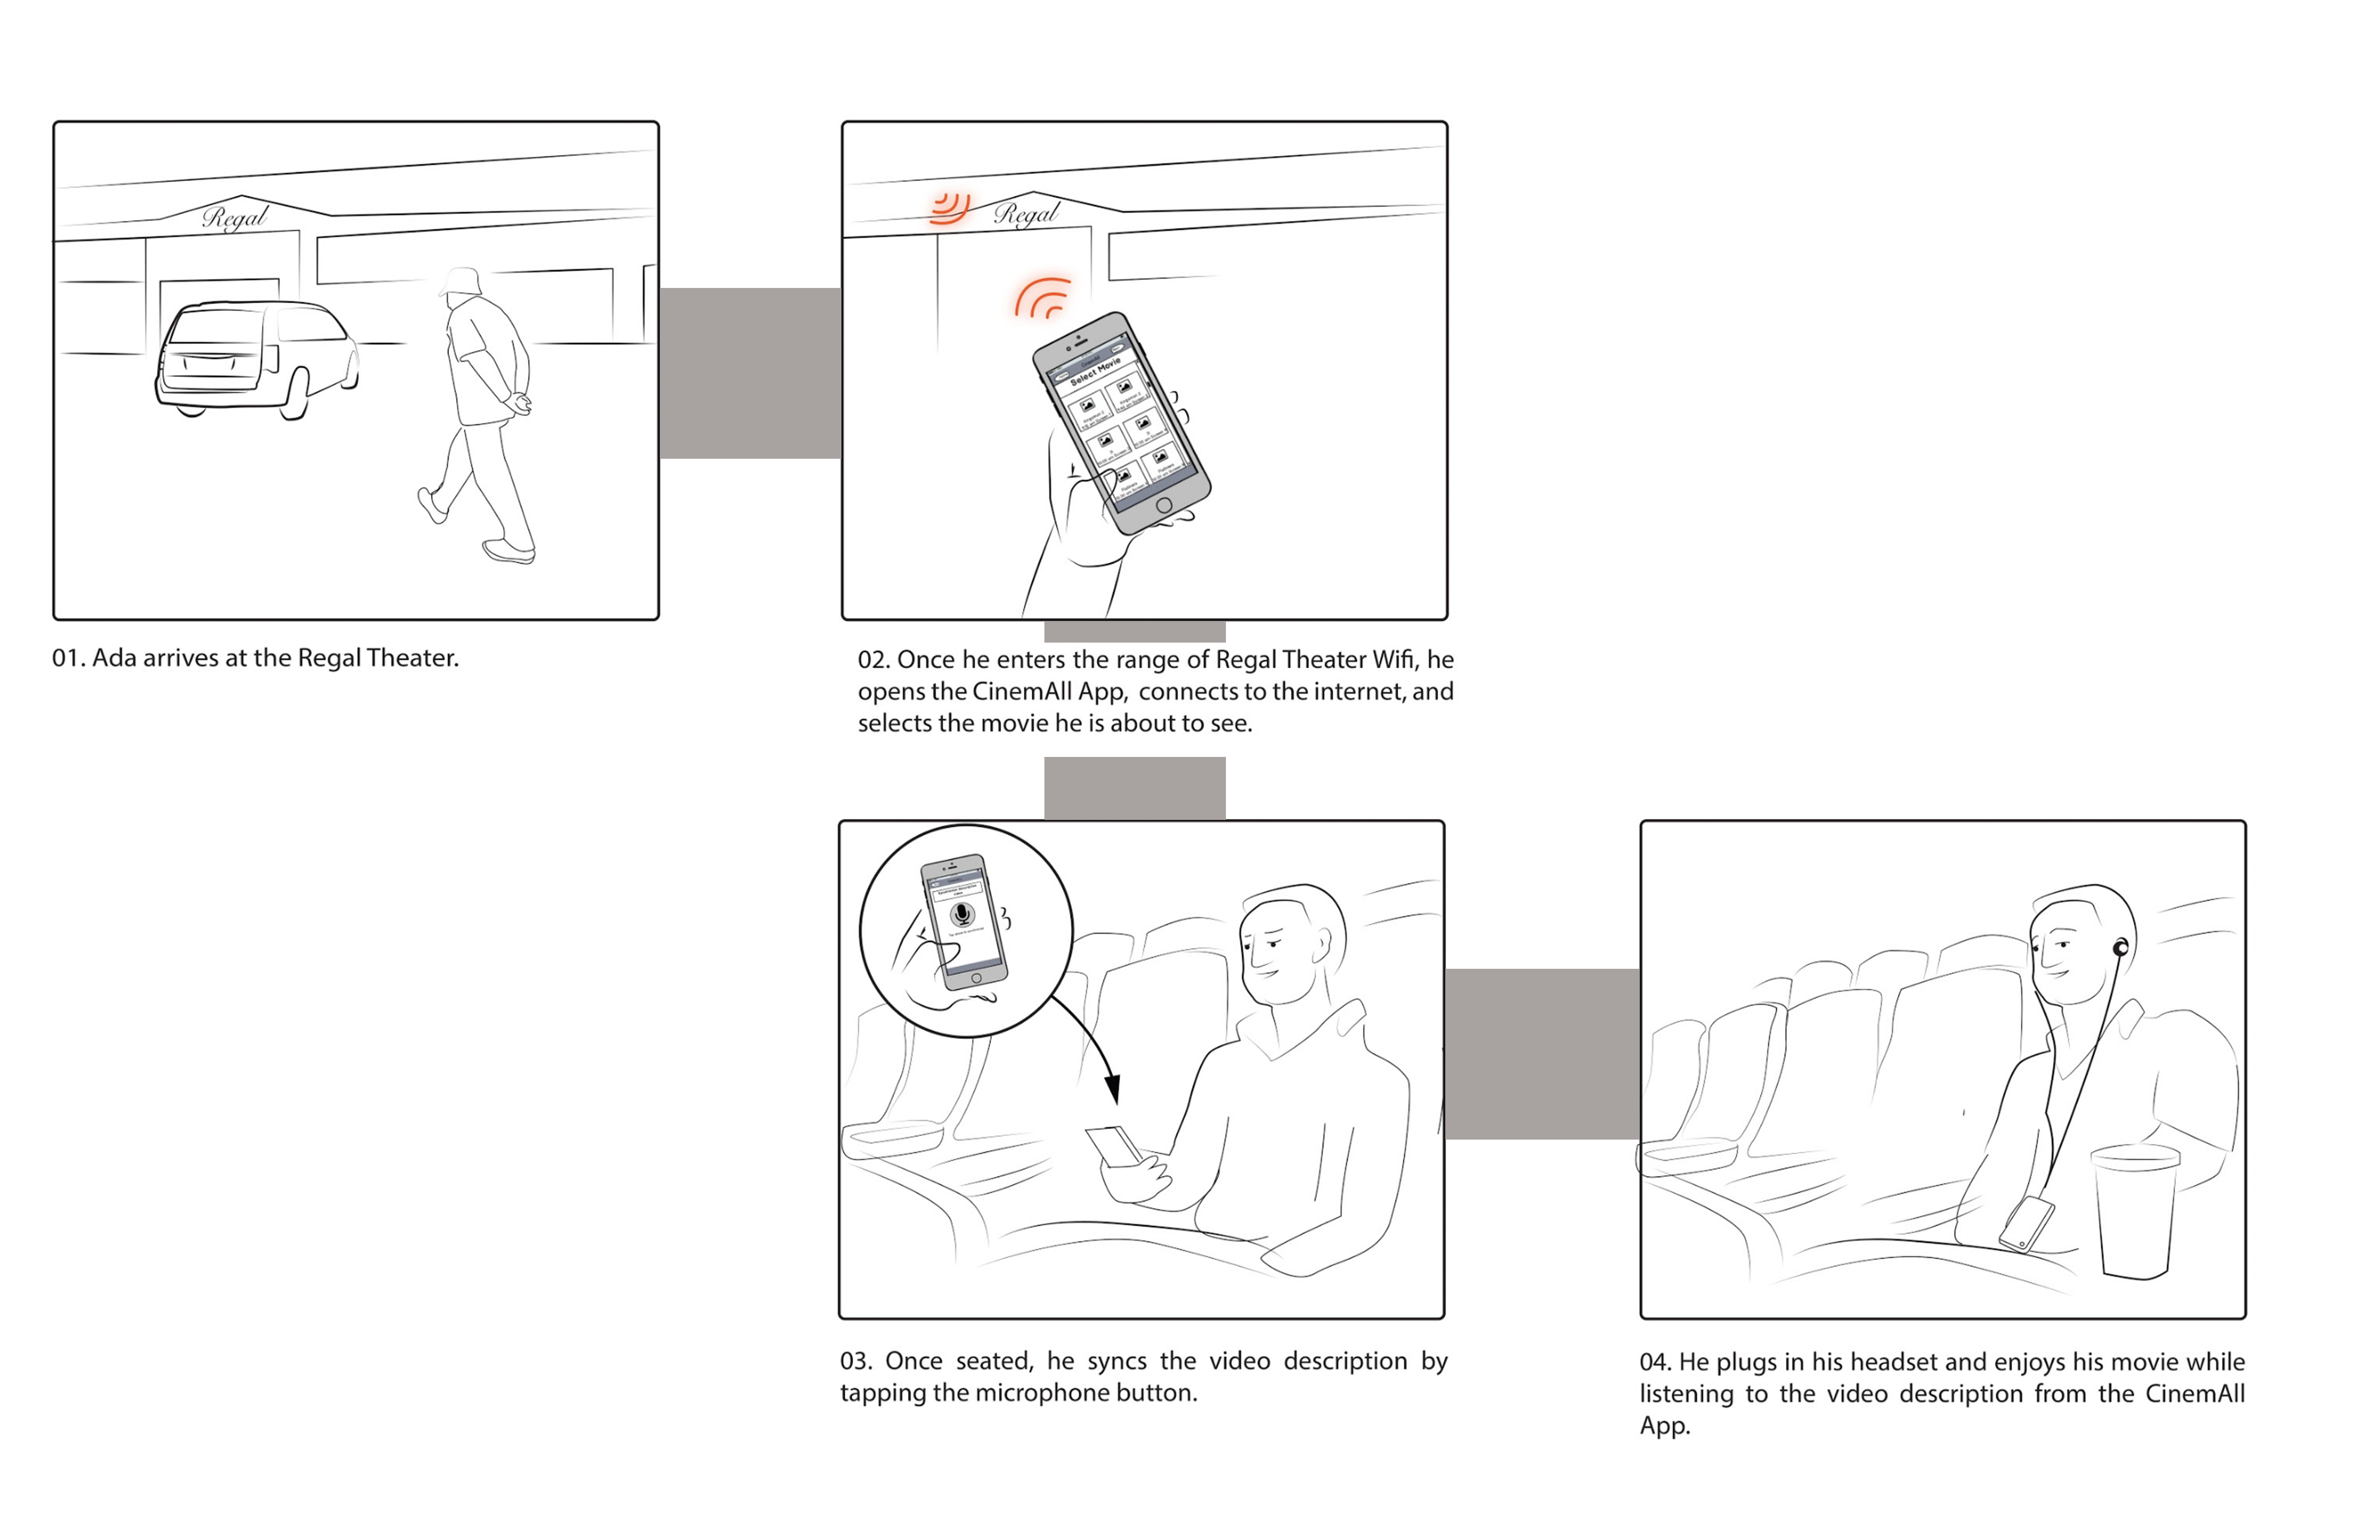 Regal
01. Ada arrives at the Regal Theater.
Regal
Select Movie
02. Once he enters the range of Regal Theater Wifi, he
opens the CinemAll App, connects to the internet, and
selects the movie he is about to see.
03. Once seated, he syncs the video description by
tapping the microphone button.
04. He plugs in his headset and enjoys his movie while
listening to the video description from the CinemAll
App.